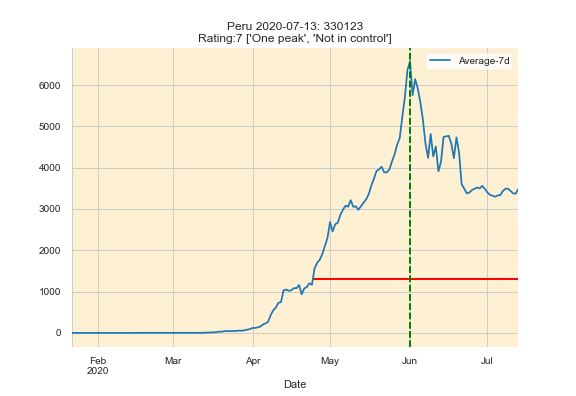 Peru 2020-07-13: 330123
Rating:7 ['One peak', 'Not in control']
Average-7d
6000
5000
4000
3000
2000
1000
0
Feb
2020
Mar
Apr
May
Jun
Jul
Date